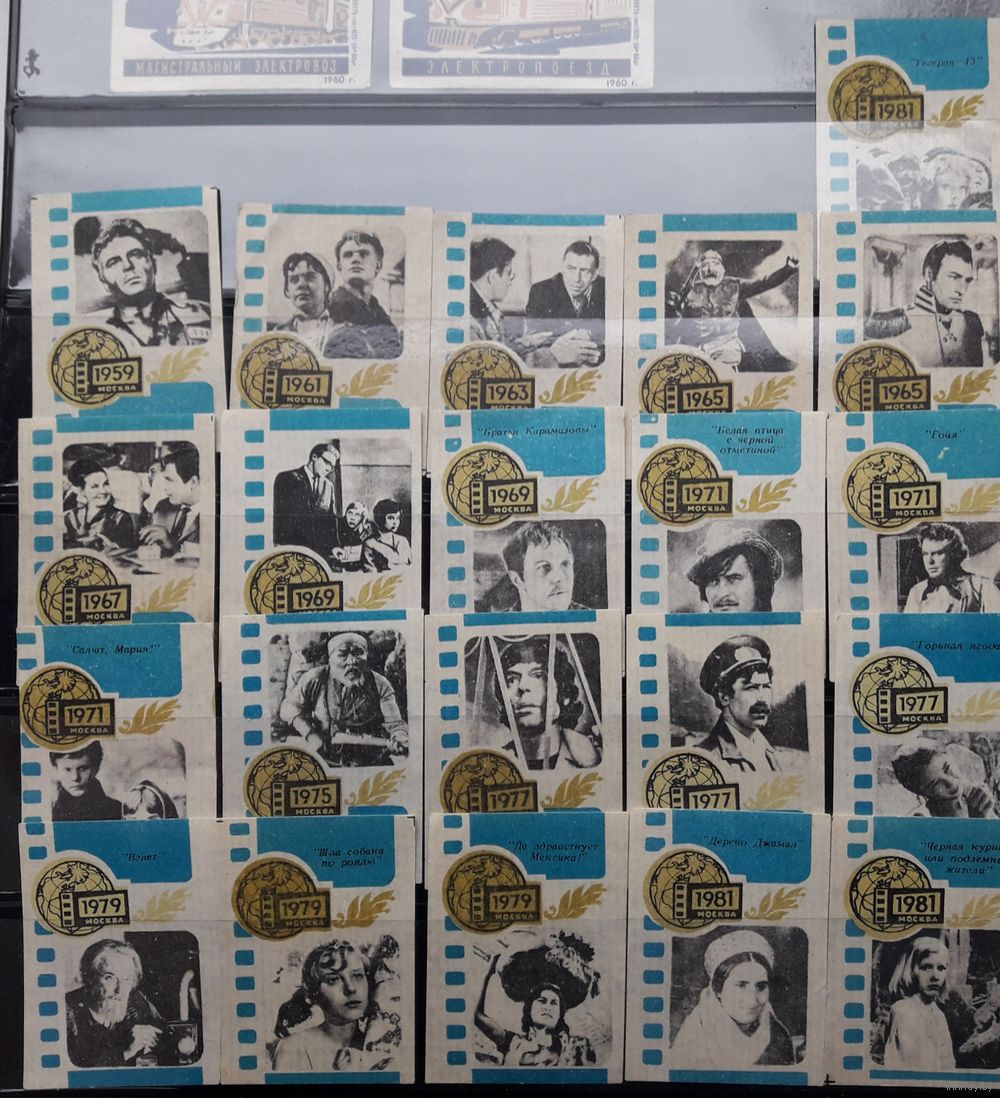 МАГИСТРАЛЬНЫЙ ЭЛЕКТРОВОЗ
1960 г.
ЭЛЕКТРОПОЕЗД
1960 г.
"Тегеран-43"
1981
МОСКВА
1959
МОСКВА
1961
МОСКВА
1963
МОСКВА
1965
МОСКВА
1965
МОСКВА
1967
МОСКВА
1969
МОСКВА
"Братья Карамазовы"
1969
МОСКВА
"Белая птица
с черной
отметиной"
1971
МОСКВА
"Гойя"
1971
МОСКВА
"Салют, Мария!"
1971
МОСКВА
1975
МОСКВА
1977
1977
"Горькая ягода
1977
МОСКВА
"Взлет"
1979
МОСКВА
"Шла собака
по роялю"
1979
МОСКВА
"Да здравствует
Мексика!"
1979
МОСКВА
"Дерево Джамал"
1981
МОСКВА
"Черная кури
или подземн
жители"
1981
МОСКВА